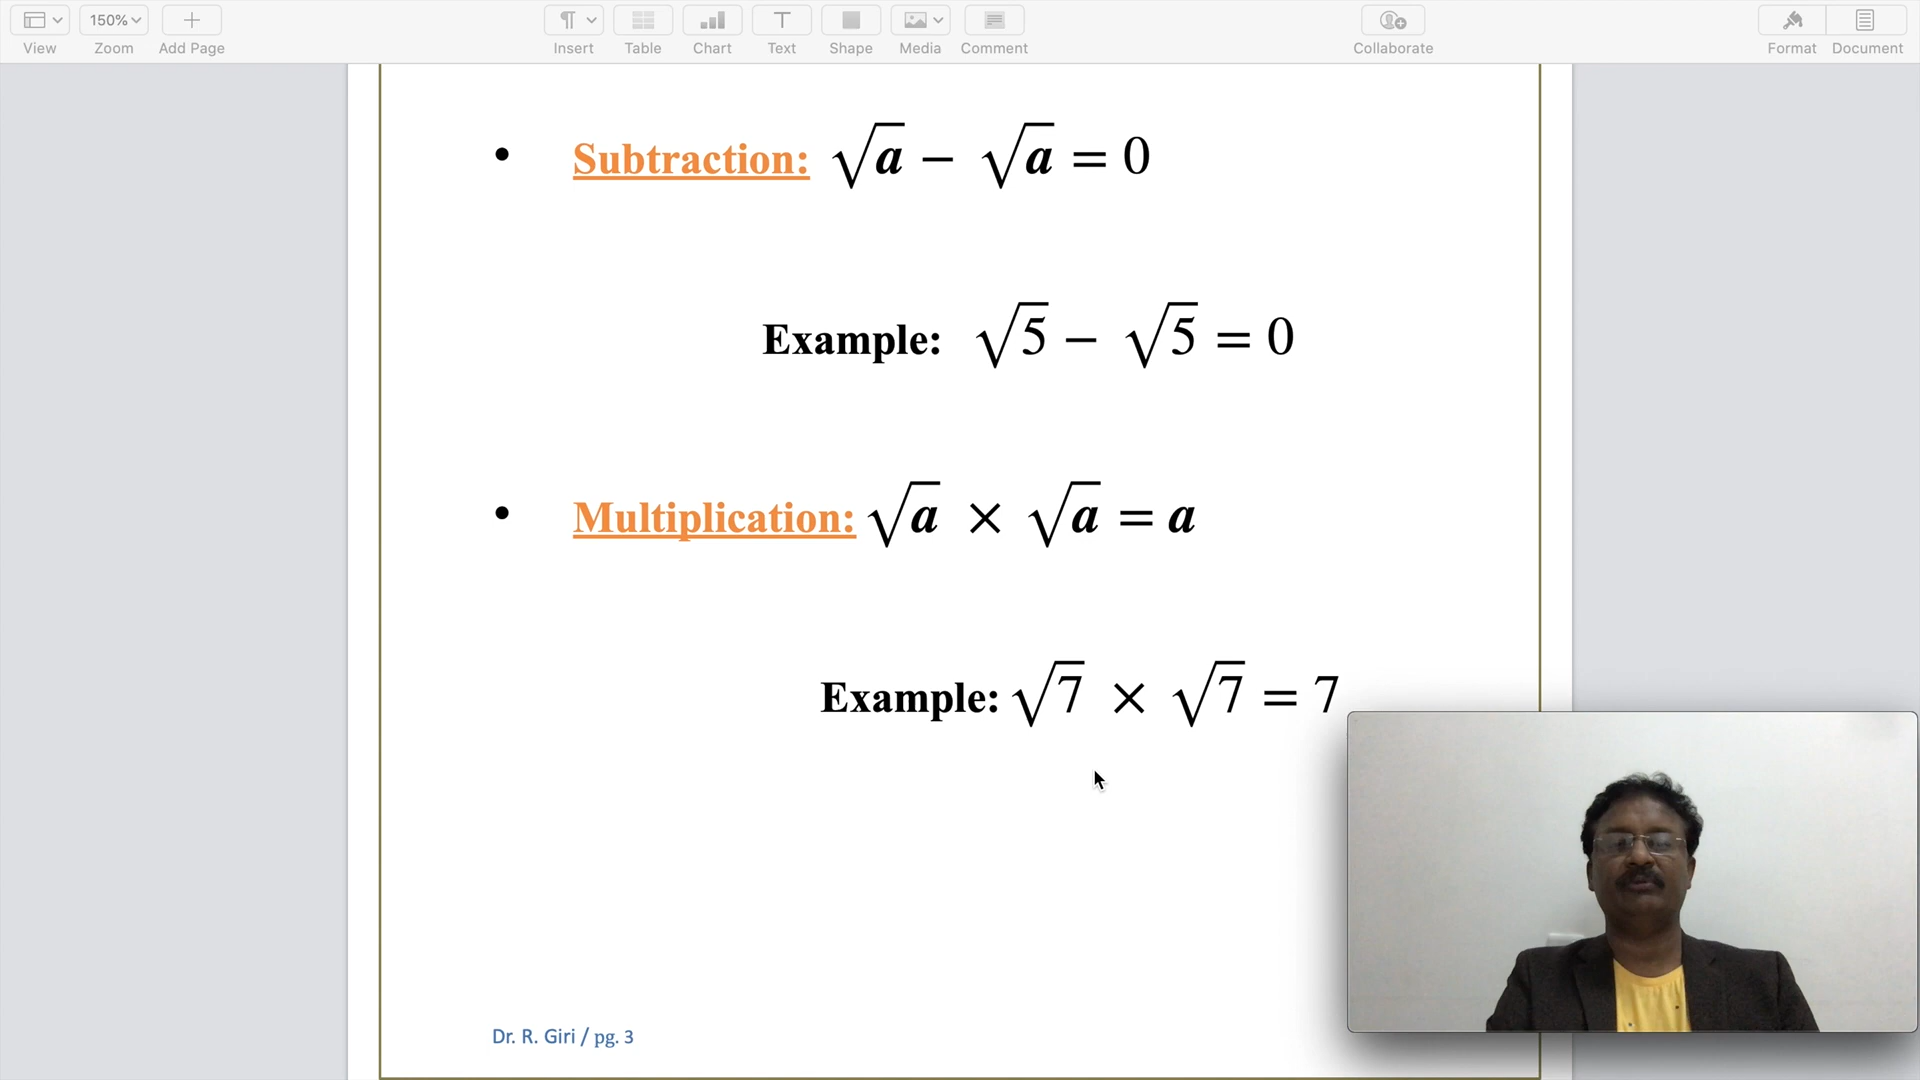 150%
View Zoom Add Page Insert Table Chart Text Shape Media Comment Collaborate Format Document
• Subtraction: √a − √a = 0
Example: √5 − √5 = 0
• Multiplication: √a × √a = a
Example: √7 × √7 = 7
Dr. R. Giri / pg. 3